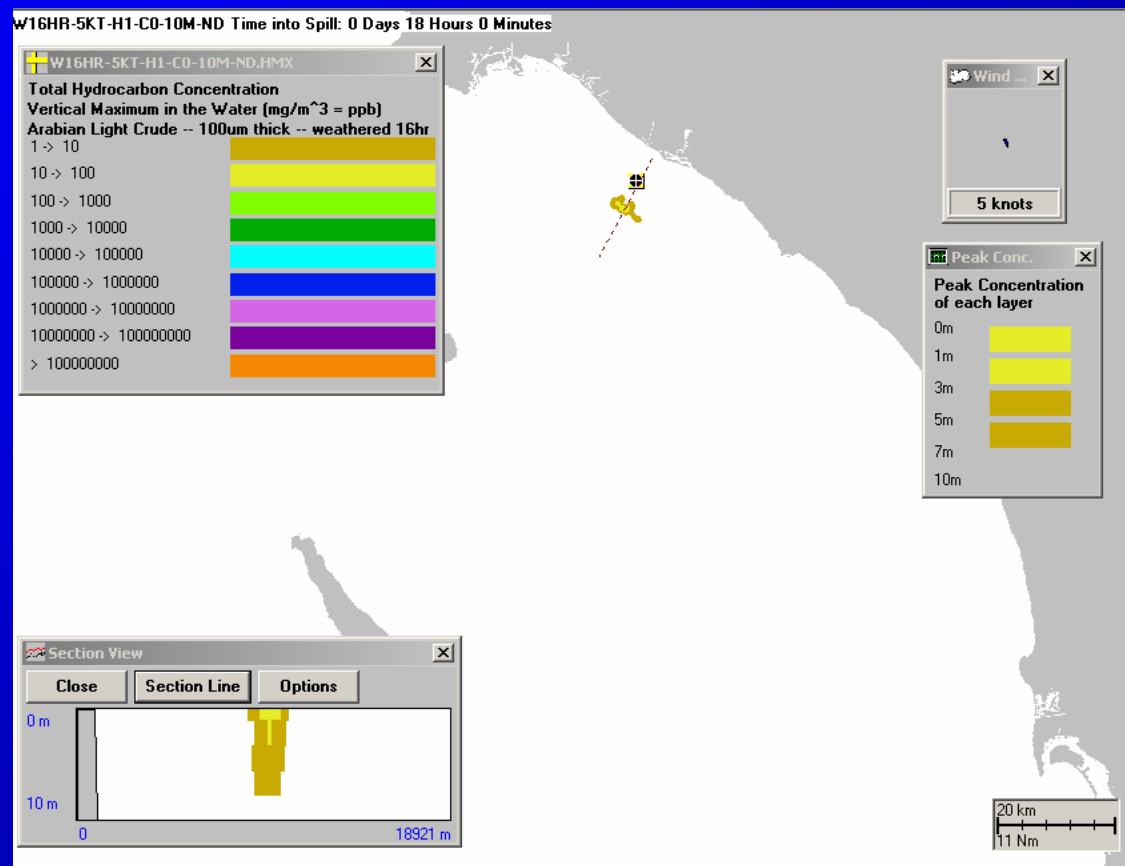 W16HR-5KT-H1-C0-10M-ND Time into Spill: 0 Days 18 Hours 0 Minutes
W16HR-5KT-H1-C0-10M-ND.HMX
Total Hydrocarbon Concentration
Vertical Maximum in the Water (mg/m^3 = ppb)
Arabian Light Crude -- 100um thick -- weathered 16hr
1 -> 10
10 -> 100
100 -> 1000
1000 -> 10000
10000 -> 100000
100000 -> 1000000
1000000 -> 10000000
10000000 -> 100000000
> 100000000
Wind ...
5 knots
Peak Conc.
Peak Concentration
of each layer
0m
1m
3m
5m
7m
10m
Section View
Close Section Line Options
0 m
10 m
0 18921 m
20 km
11 Nm